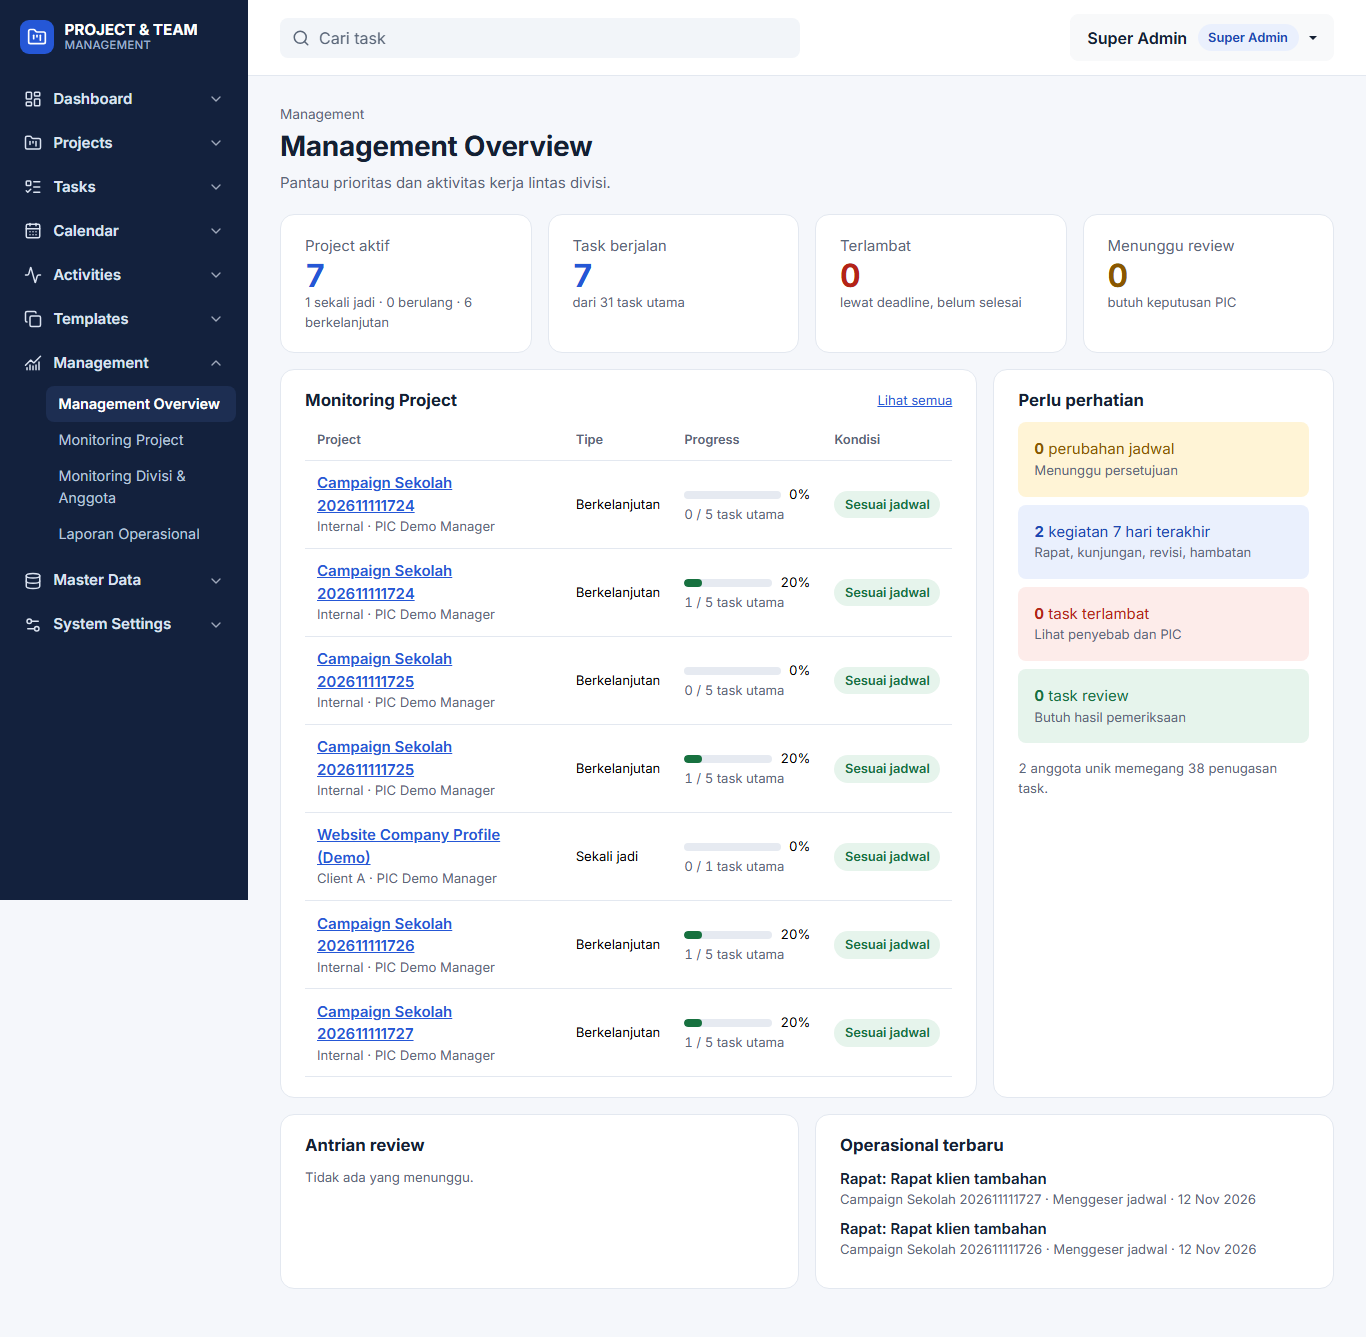 PROJECT & TEAM
MANAGEMENT
Dashboard
Projects
Tasks
Calendar
Activities
Templates
Management
Management Overview
Monitoring Project
Monitoring Divisi &
Anggota
Laporan Operasional
Master Data
System Settings
Cari task
Super Admin
Super Admin
Management
Management Overview
Pantau prioritas dan aktivitas kerja lintas divisi.
Project aktif
7
1 sekali jadi · 0 berulang · 6
berkelanjutan
Task berjalan
7
dari 31 task utama
Terlambat
0
lewat deadline, belum selesai
Menunggu review
0
butuh keputusan PIC
Monitoring Project
Lihat semua
Project Tipe Progress Kondisi
Campaign Sekolah
202611111724
Internal · PIC Demo Manager
Berkelanjutan
0%
0 / 5 task utama
Sesuai jadwal
Campaign Sekolah
202611111724
Internal · PIC Demo Manager
Berkelanjutan
20%
1 / 5 task utama
Sesuai jadwal
Campaign Sekolah
202611111725
Internal · PIC Demo Manager
Berkelanjutan
0%
0 / 5 task utama
Sesuai jadwal
Campaign Sekolah
202611111725
Internal · PIC Demo Manager
Berkelanjutan
20%
1 / 5 task utama
Sesuai jadwal
Website Company Profile
(Demo)
Client A · PIC Demo Manager
Sekali jadi
0%
0 / 1 task utama
Sesuai jadwal
Campaign Sekolah
202611111726
Internal · PIC Demo Manager
Berkelanjutan
20%
1 / 5 task utama
Sesuai jadwal
Campaign Sekolah
202611111727
Internal · PIC Demo Manager
Berkelanjutan
20%
1 / 5 task utama
Sesuai jadwal
Perlu perhatian
0 perubahan jadwal
Menunggu persetujuan
2 kegiatan 7 hari terakhir
Rapat, kunjungan, revisi, hambatan
0 task terlambat
Lihat penyebab dan PIC
0 task review
Butuh hasil pemeriksaan
2 anggota unik memegang 38 penugasan
task.
Antrian review
Tidak ada yang menunggu.
Operasional terbaru
Rapat: Rapat klien tambahan
Campaign Sekolah 202611111727 · Menggeser jadwal · 12 Nov 2026
Rapat: Rapat klien tambahan
Campaign Sekolah 202611111726 · Menggeser jadwal · 12 Nov 2026